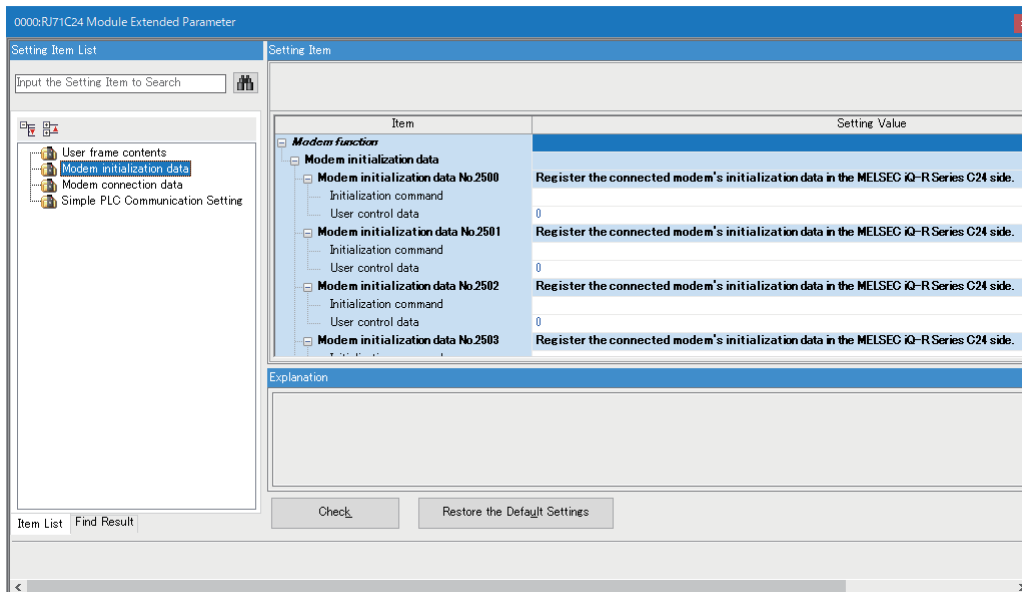 0000:RJ71C24 Module Extended Parameter
Setting Item List
Input the Setting Item to Search
User frame contents
Modem initialization data
Modem connection data
Simple PLC Communication Setting
Item List
Find Result
Setting Item
Item Setting Value
Modem function
Modem initialization data
Modem initialization data No.2500 Register the connected modem's initialization data in the MELSEC iQ-R Series C24 side.
Initialization command
User control data 0
Modem initialization data No.2501 Register the connected modem's initialization data in the MELSEC iQ-R Series C24 side.
Initialization command
User control data 0
Modem initialization data No.2502 Register the connected modem's initialization data in the MELSEC iQ-R Series C24 side.
Initialization command
User control data 0
Modem initialization data No.2503 Register the connected modem's initialization data in the MELSEC iQ-R Series C24 side.
Explanation
Check
Restore the Default Settings